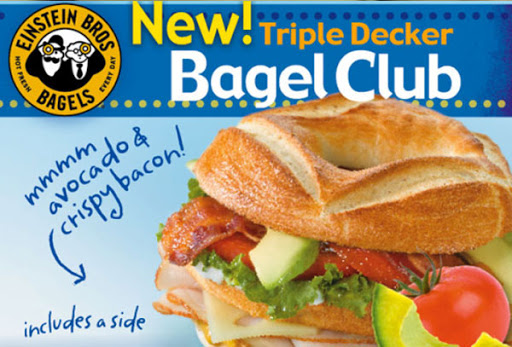 EINSTEIN BROS
HOT FRESH
EVERY DAY
BAGELS
New! Triple Decker
Bagel Club
mmmm
avocado &
crispy bacon!
includes a side